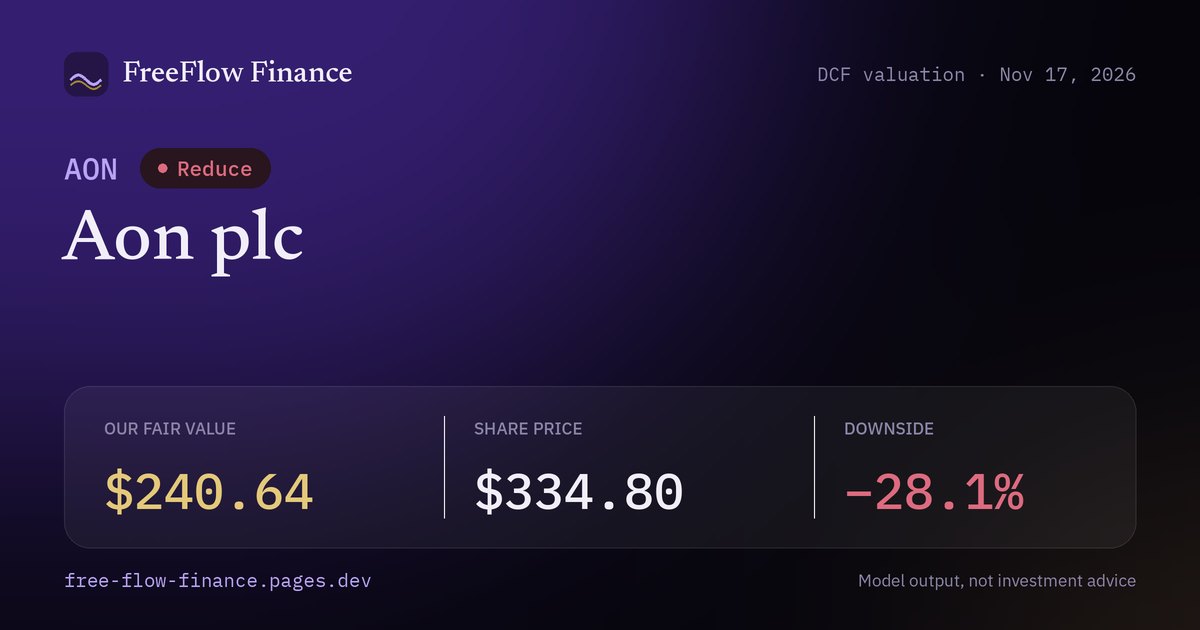 FreeFlow Finance
DCF valuation · Nov 17, 2026
AON
Reduce
Aon plc
OUR FAIR VALUE
$240.64
SHARE PRICE
$334.80
DOWNSIDE
−28.1%
free-flow-finance.pages.dev
Model output, not investment advice